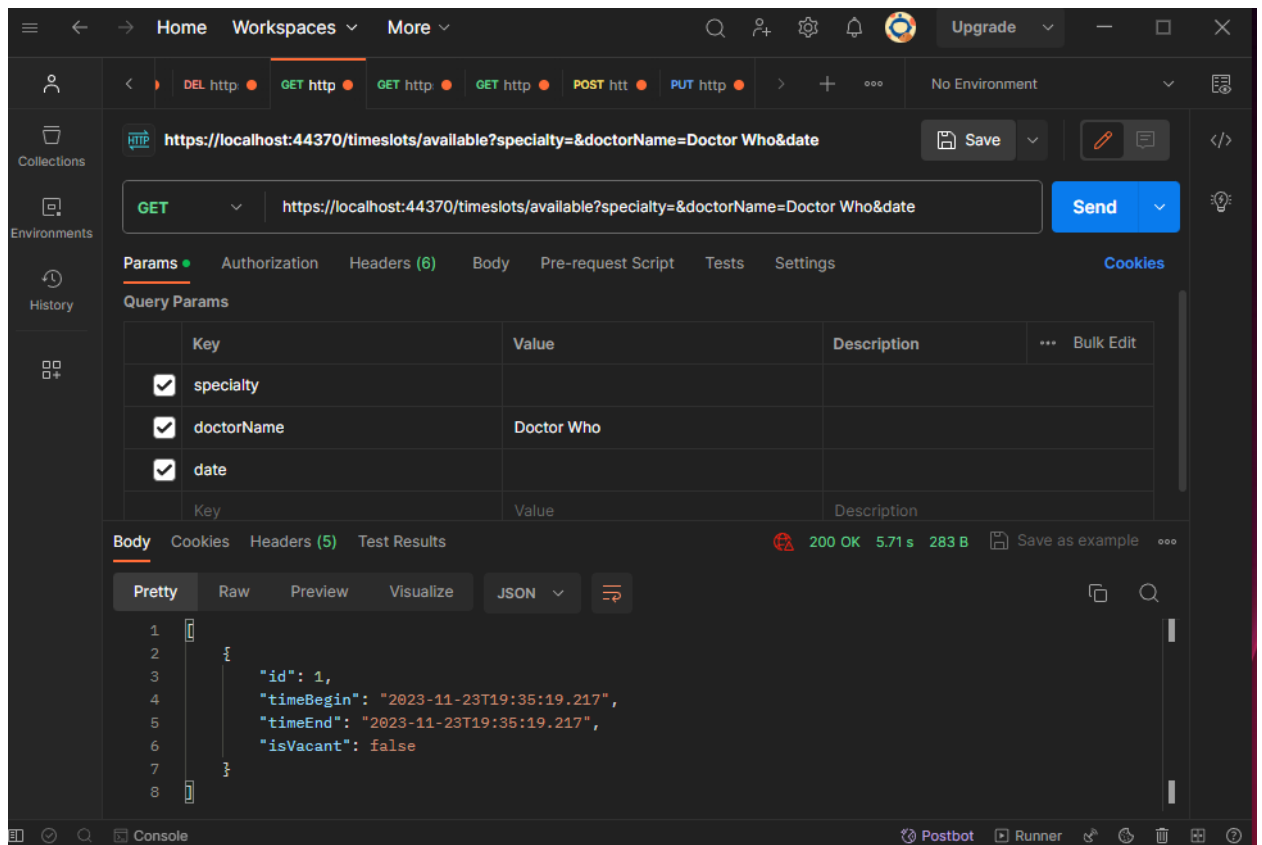 Home Workspaces More Upgrade
DEL http GET http GET http GET http POST htt PUT http No Environment
HTTP https://localhost:44370/timeslots/available?specialty=&doctorName=Doctor Who&date Save
Collections
GET https://localhost:44370/timeslots/available?specialty=&doctorName=Doctor Who&date Send
Environments
Params Authorization Headers (6) Body Pre-request Script Tests Settings Cookies
History
Query Params
Key Value Description Bulk Edit
specialty
doctorName Doctor Who
date
Key Value Description
Body Cookies Headers (5) Test Results 200 OK 5.71 s 283 B Save as example
Pretty Raw Preview Visualize JSON
1 [
2 {
3 "id": 1,
4 "timeBegin": "2023-11-23T19:35:19.217",
5 "timeEnd": "2023-11-23T19:35:19.217",
6 "isVacant": false
7 }
8 ]
Console Postbot Runner